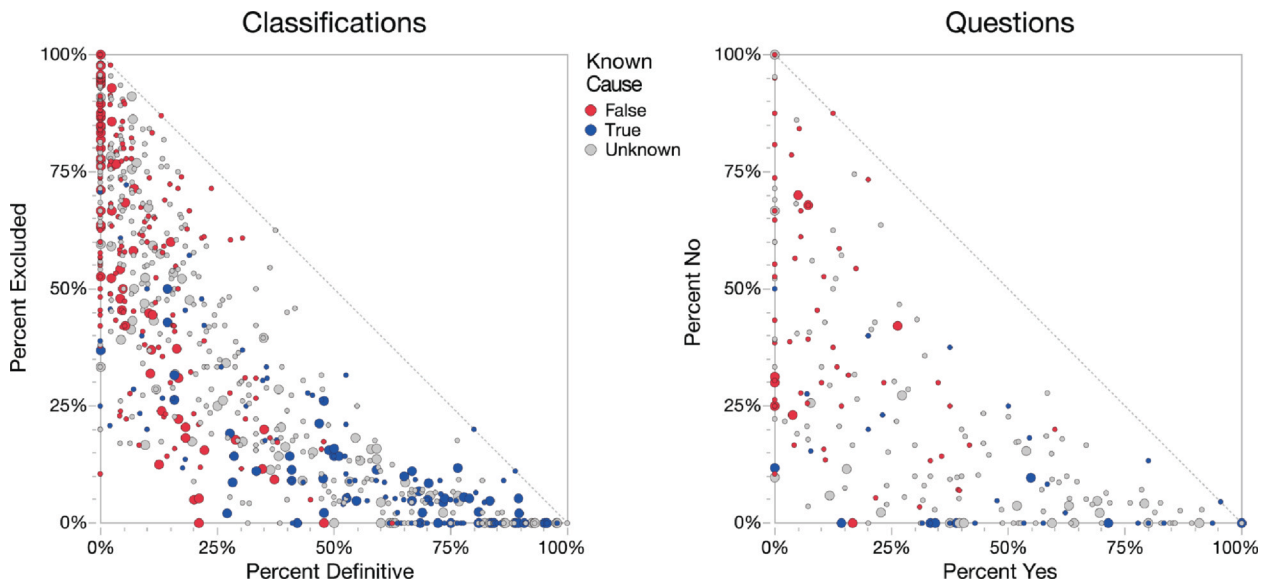 Classifications
Questions
100%
75%
50%
25%
0%
Percent Excluded
0%
25%
50%
75%
100%
Percent Definitive
Known
Cause
False
True
Unknown
100%
75%
50%
25%
0%
Percent No
0%
25%
50%
75%
100%
Percent Yes